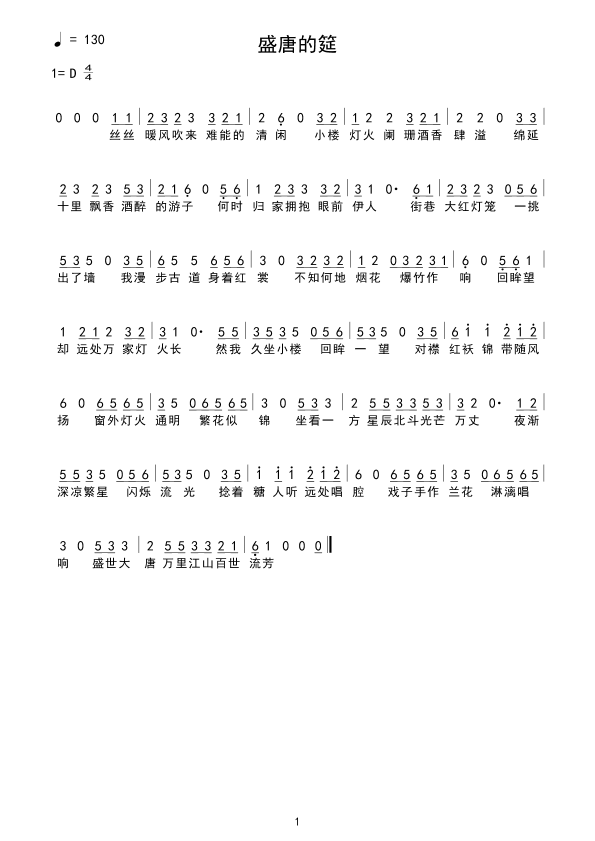 ♩ = 130
盛唐的筵
1= D 4/4
0 0 0 1 1 | 2 3 2 3 3 2 1 | 2 6 0 3 2 | 1 2 2 3 2 1 | 2 2 0 3 3 |
丝丝 暖风吹来 难能的 清闲 小楼 灯火 阑 珊酒香 肆 溢 绵延
2 3 2 3 5 3 | 2 1 6 0 5 6 | 1 2 3 3 3 2 | 3 1 0· 6 1 | 2 3 2 3 0 5 6 |
十里 飘香 酒醉 的游子 何时 归 家拥抱 眼前 伊人 街巷 大红灯笼 一挑
5 3 5 0 5 3 | 6 5 5 6 5 6 5 | 3 0 3 2 3 2 | 1 2 0 3 2 3 1 | 6 0 5 6 1 |
出了墙 我漫 步古 道 身着红 裳 不知何地 烟花 爆竹作 响 回眸望
1 2 1 2 3 2 | 3 1 0· 5 5 | 3 5 3 5 0 5 6 | 5 3 5 0 3 5 | 6 1 1 2 1 2 |
却 远处万 家灯 火长 然我 久坐小楼 回眸 一 望 对襟 红袄 锦 带随风
6 0 6 5 6 5 | 3 5 0 6 5 6 5 | 3 0 5 3 3 | 2 5 5 3 5 3 3 | 3 2 0· 1 2 |
扬 窗外灯火 通明 繁花似 锦 坐看一 方 星辰北斗光芒 万丈 夜渐
5 5 3 5 0 5 6 | 5 3 5 0 3 5 | 1 1 1 2 1 2 | 6 0 6 5 6 5 | 3 5 0 6 5 6 5 |
深凉繁星 闪烁 流 光 捻着 糖 人听 远处唱 腔 戏子手作 兰花 淋漓唱
3 0 5 3 3 | 2 5 5 3 3 2 1 | 6 1 0 0 0 ‖
响 盛世大 唐 万里江山百世 流芳
1